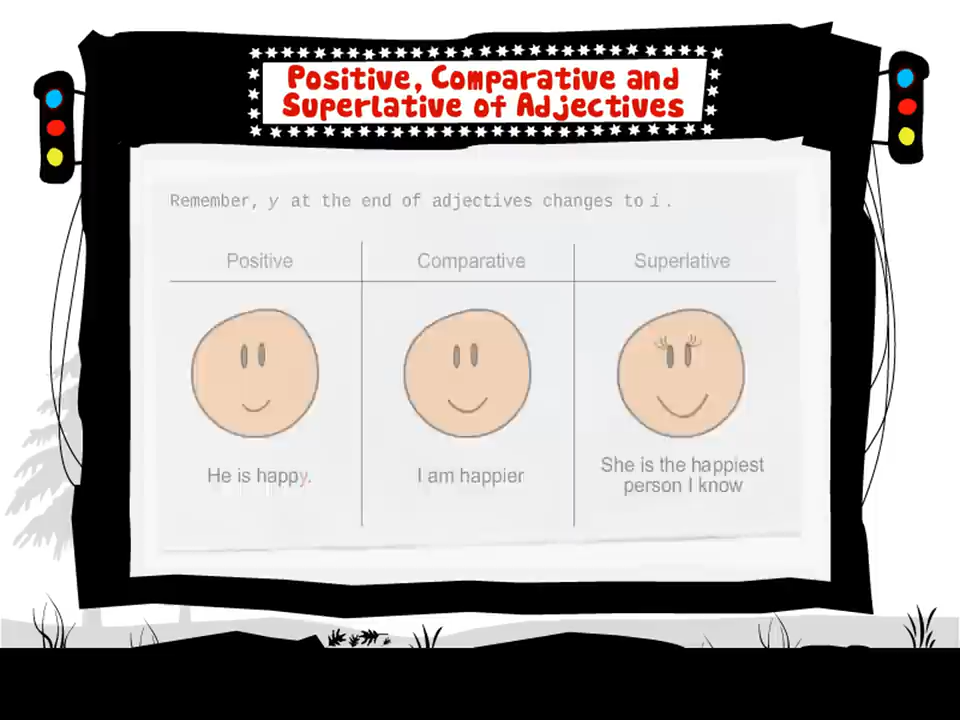 Positive, Comparative and
Superlative of Adjectives
Remember, y at the end of adjectives changes to i.
Positive Comparative Superlative
He is happy.
I am happier
She is the happiest
person I know